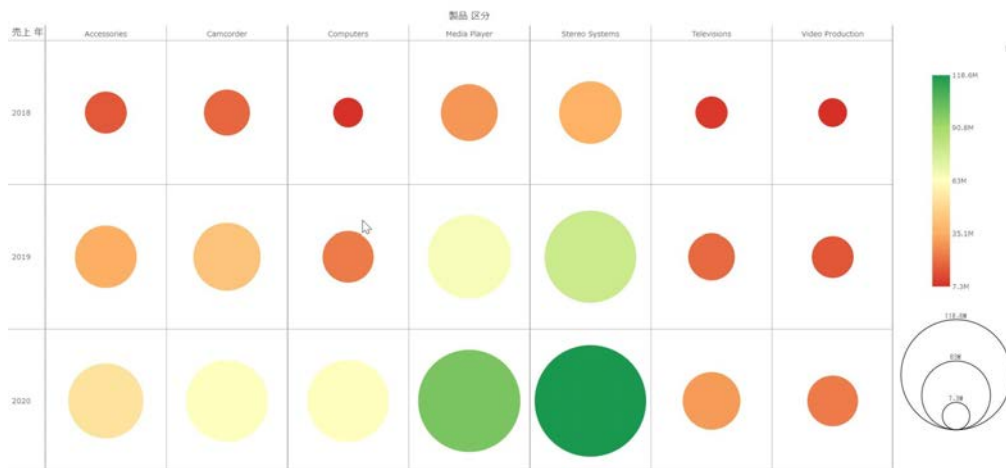 製品 区分
売上 年
Accessories
Camcorder
Computers
Media Player
Stereo Systems
Televisions
Video Production
2018
2019
2020
118.6M
90.8M
63M
35.1M
7.3M
118.6M
63M
7.3M